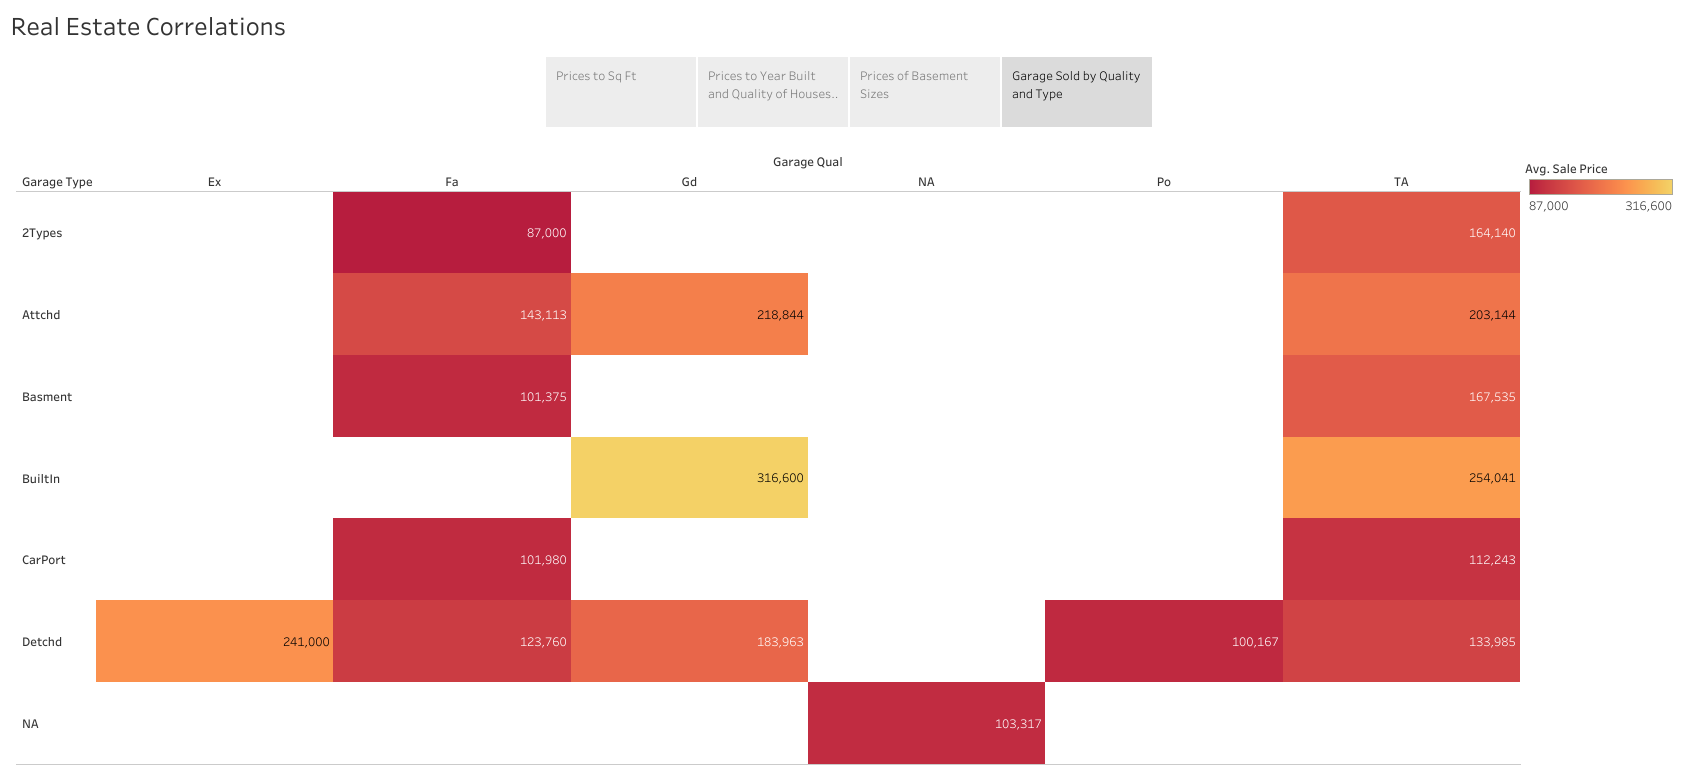 Real Estate Correlations
Prices to Sq Ft
Prices to Year Built
and Quality of Houses..
Prices of Basement
Sizes
Garage Sold by Quality
and Type
Garage Qual
Garage Type Ex Fa Gd NA Po TA
Avg. Sale Price
87,000 316,600
2Types 87,000 164,140
Attchd 143,113 218,844 203,144
Basment 101,375 167,535
BuiltIn 316,600 254,041
CarPort 101,980 112,243
Detchd 241,000 123,760 183,963 100,167 133,985
NA 103,317